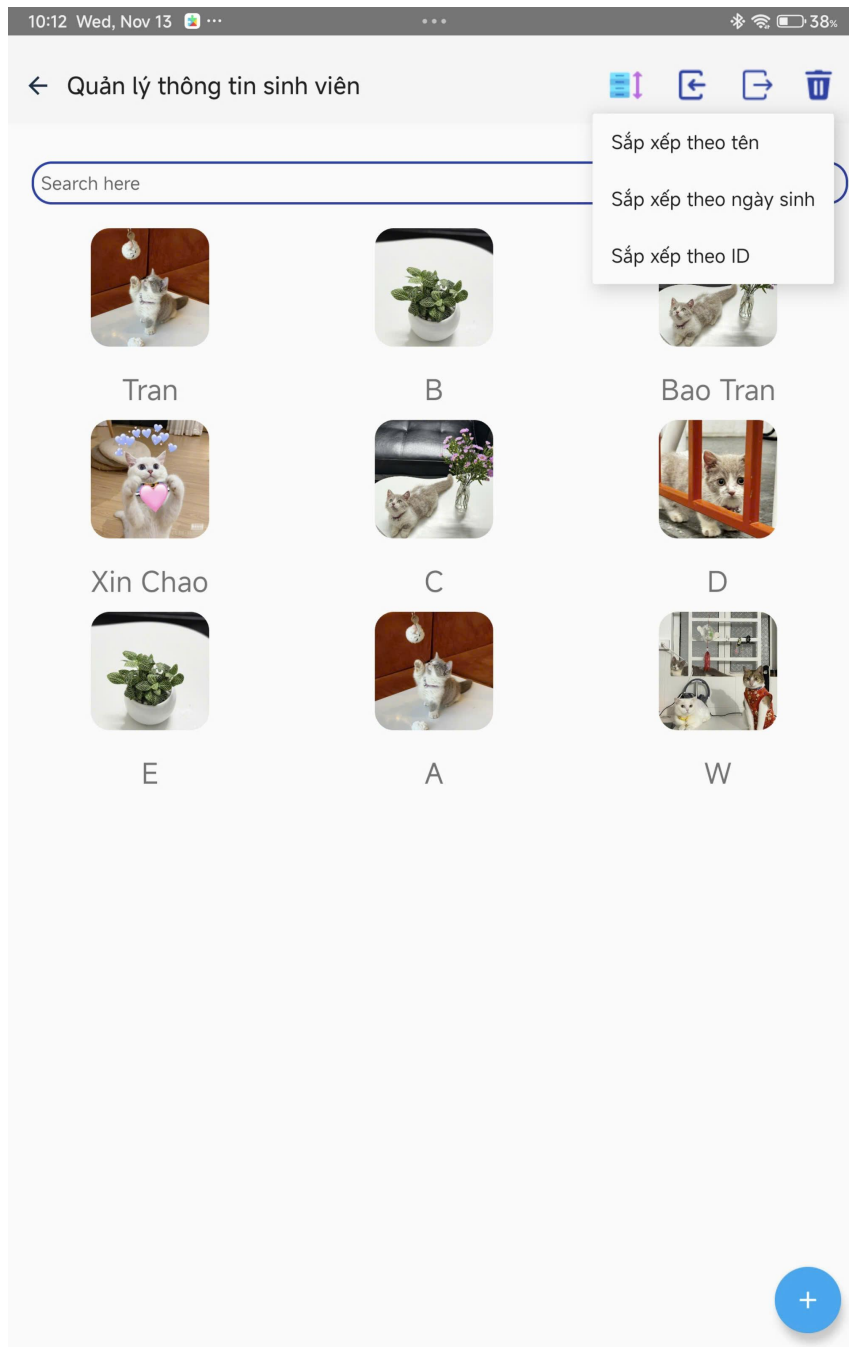 10:12 Wed, Nov 13
38%
Quản lý thông tin sinh viên
Sắp xếp theo tên
Search here
Sắp xếp theo ngày sinh
Sắp xếp theo ID
Tran
B
Bao Tran
Xin Chao
C
D
E
A
W